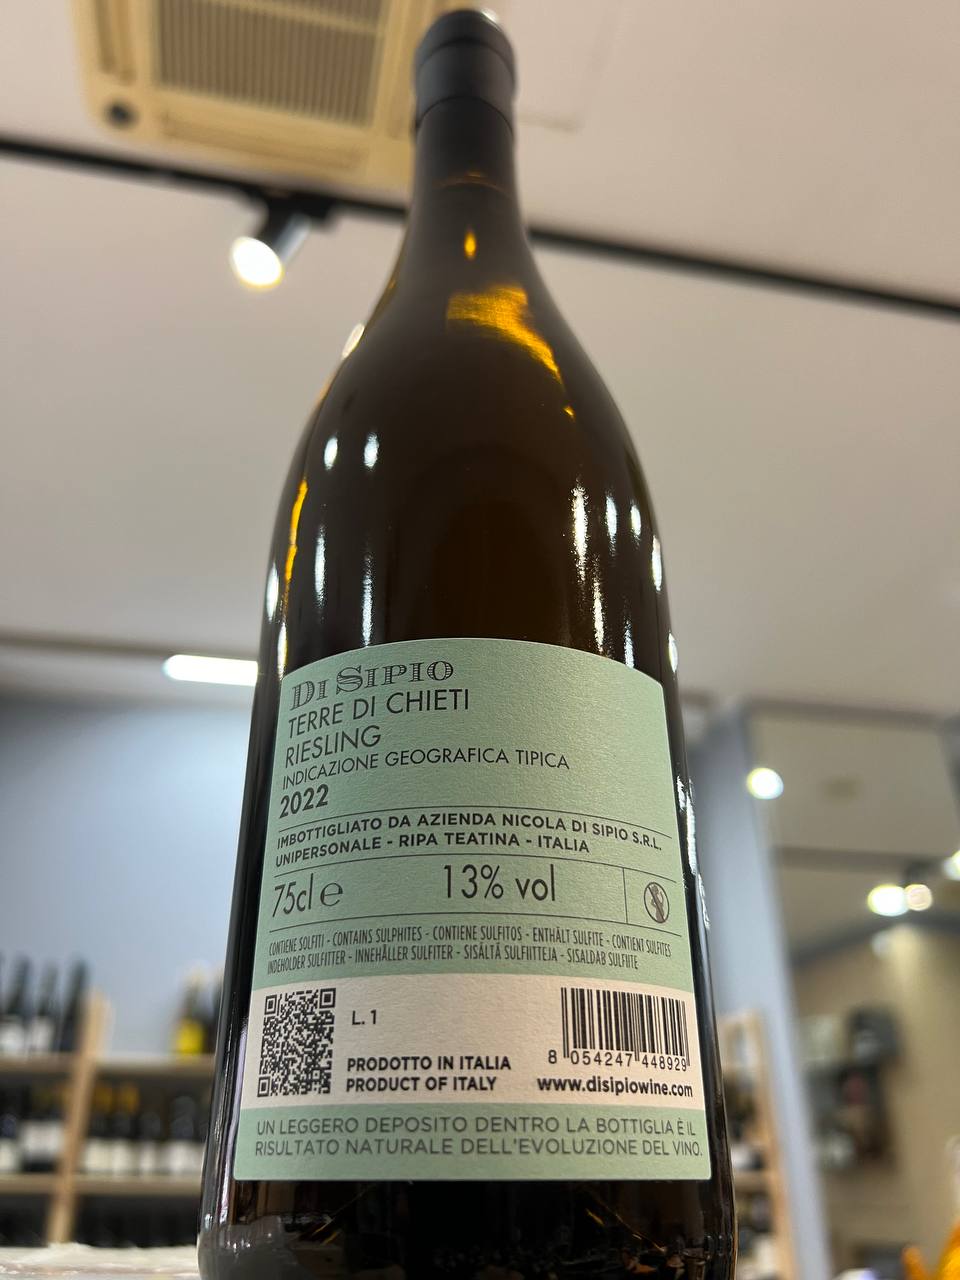 DI SIPIO
TERRE DI CHIETI
RIESLING
INDICAZIONE GEOGRAFICA TIPICA
2022
IMBOTTIGLIATO DA AZIENDA NICOLA DI SIPIO S.R.L.
UNIPERSONALE - RIPA TEATINA - ITALIA
75cl e 13% vol
CONTIENE SOLFITI - CONTAINS SULPHITES - CONTIENE SULFITOS - ENTHÄLT SULFITE - CONTIENT SULFITES
INDEHOLDER SULFITTER - INNEHÅLLER SULFITER - SISÄLTÄ SULFIITTEJA - SISALDAB SULFIITE
L. 1
8 054247 448929
PRODOTTO IN ITALIA
PRODUCT OF ITALY
www.disipiowine.com
UN LEGGERO DEPOSITO DENTRO LA BOTTIGLIA È IL
RISULTATO NATURALE DELL'EVOLUZIONE DEL VINO.